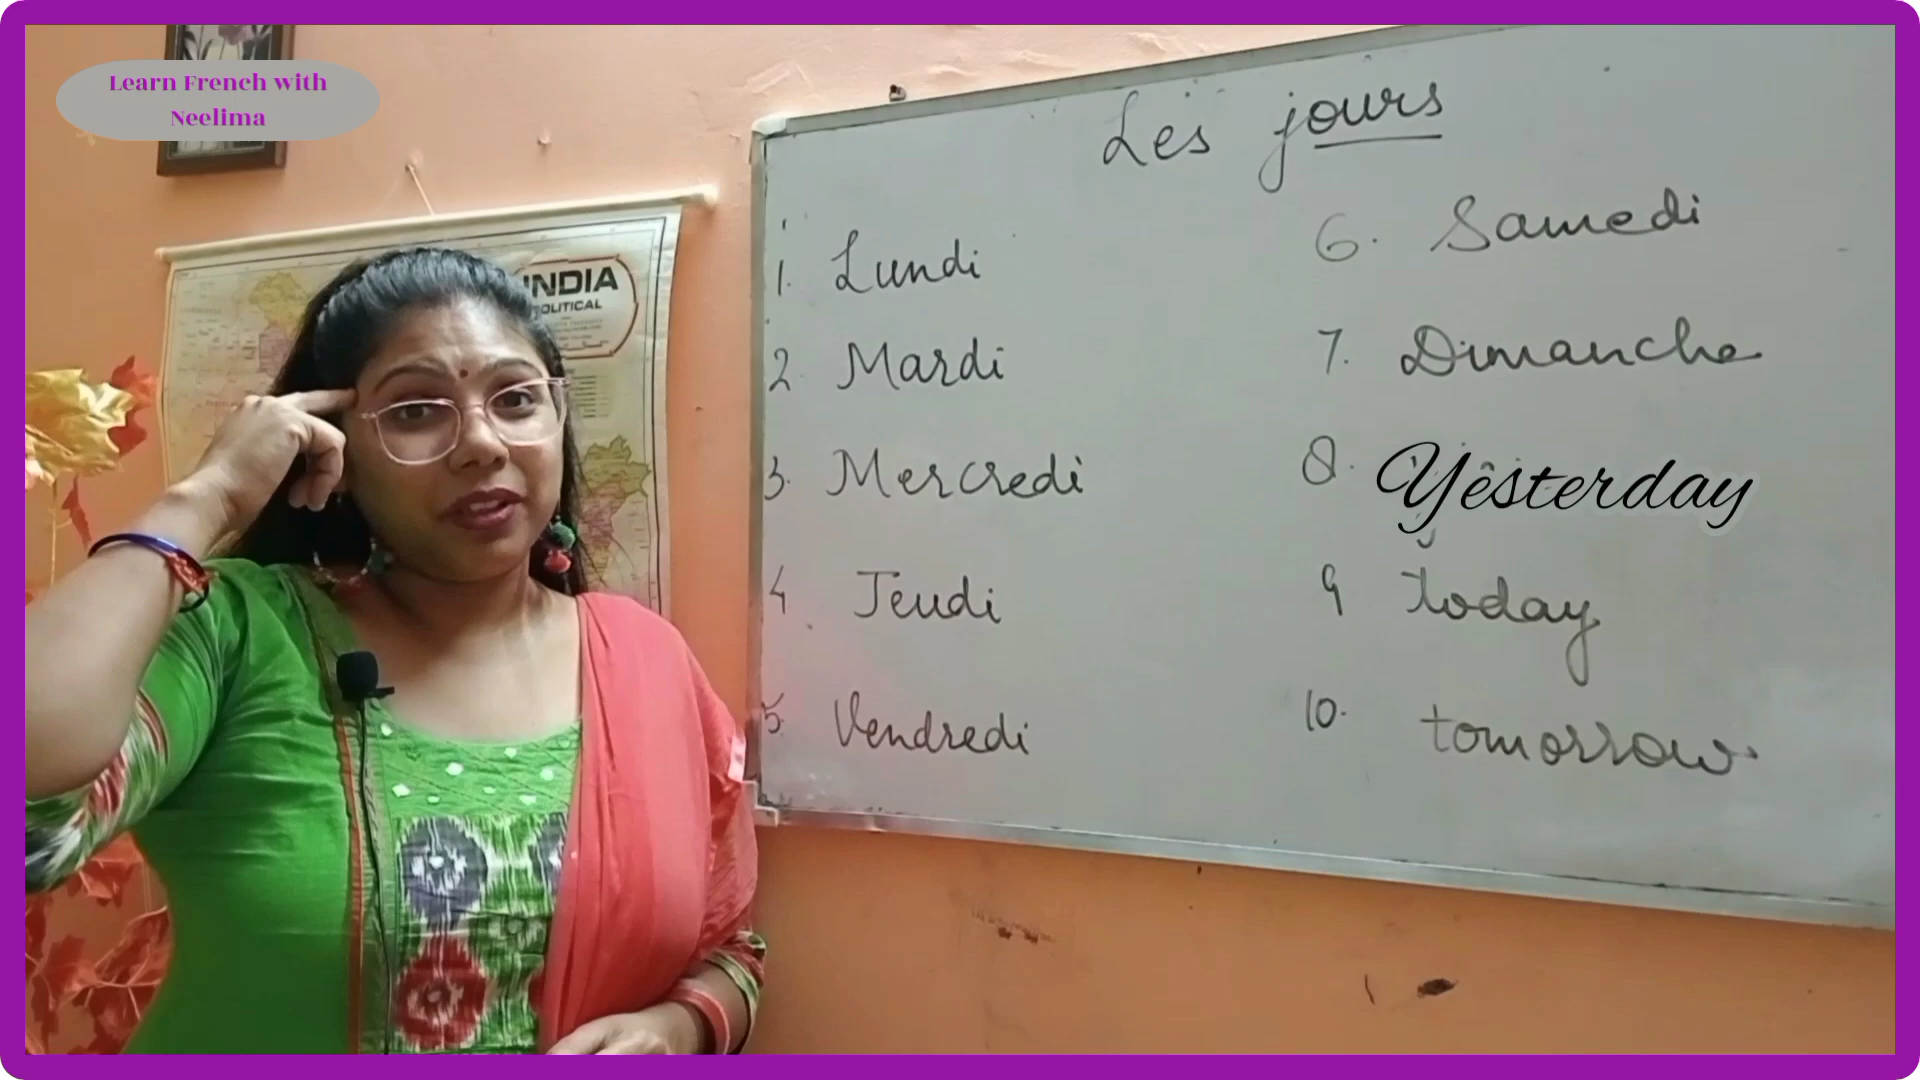 Learn French with
Neelima
INDIA
POLITICAL
Les jours
1. Lundi
2. Mardi
3. Mercredi
4 Jeudi
5. Vendredi
6. Samedi
7. Dimanche
8. Yesterday
9 today
10. tomorrow